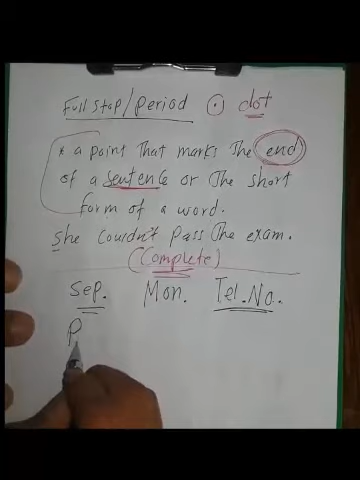 Full stop/period ⊙ dot
* a point that marks the end
of a sentence or the short
form of a word.
She couldn't pass the exam.
(Complete)
Sep. Mon. Tel. No.
P